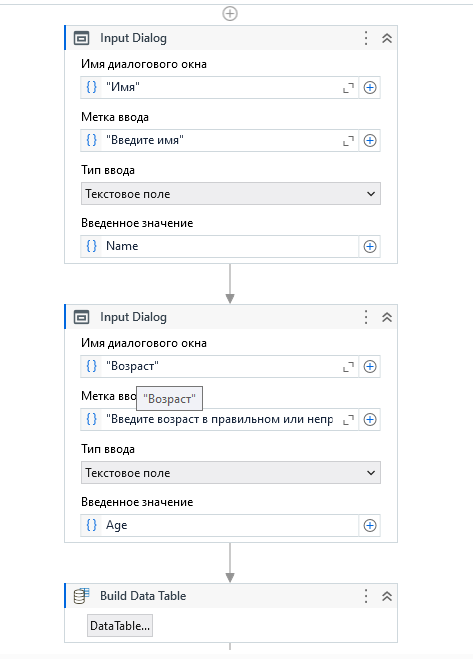 Input Dialog
Имя диалогового окна
"Имя"
Метка ввода
"Введите имя"
Тип ввода
Текстовое поле
Введенное значение
Name
Input Dialog
Имя диалогового окна
"Возраст"
Метка вво
"Возраст"
"Введите возраст в правильном или непр
Тип ввода
Текстовое поле
Введенное значение
Age
Build Data Table
DataTable...